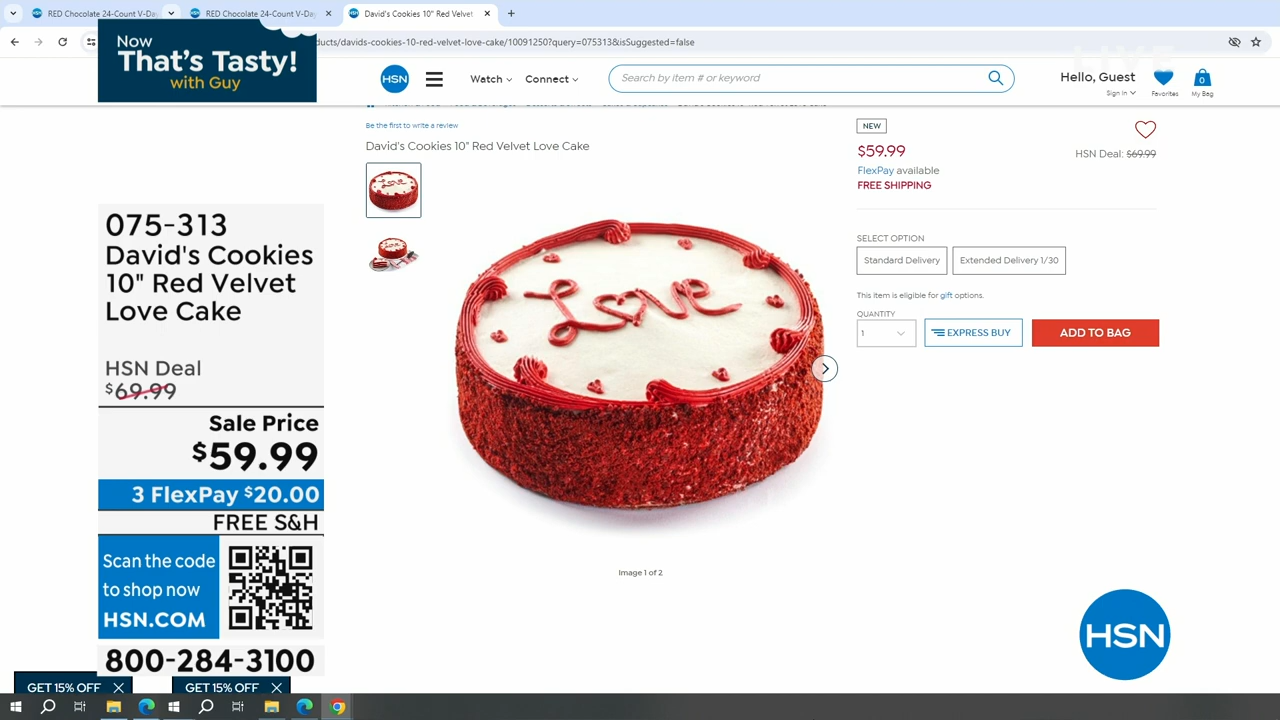 RED Chocolate 24-Count V-Day
RED Chocolate 24-Count V-Day
David's Cookies 10" Red Velvet
ducts/davids-cookies-10-red-velvet-love-cake/10091250?query=075313&isSuggested=false
Now
That's Tasty!
with Guy
LIVE
HSN
Watch
Connect
Search by item # or keyword
Hello, Guest
Sign In
Favorites
0
My Bag
Be the first to write a review
David's Cookies 10" Red Velvet Love Cake
NEW
$59.99
HSN Deal: $69.99
FlexPay available
FREE SHIPPING
SELECT OPTION
Standard Delivery
Extended Delivery 1/30
This item is eligible for gift options.
QUANTITY
1
EXPRESS BUY
ADD TO BAG
Love
Image 1 of 2
075-313
David's Cookies
10" Red Velvet
Love Cake
HSN Deal
$69.99
Sale Price
$59.99
3 FlexPay $20.00
FREE S&H
Scan the code
to shop now
HSN.COM
800-284-3100
HSN
GET 15% OFF
GET 15% OFF